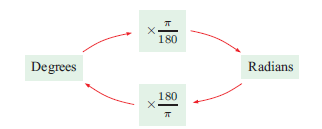 × π/180
Degrees
Radians
× 180/π